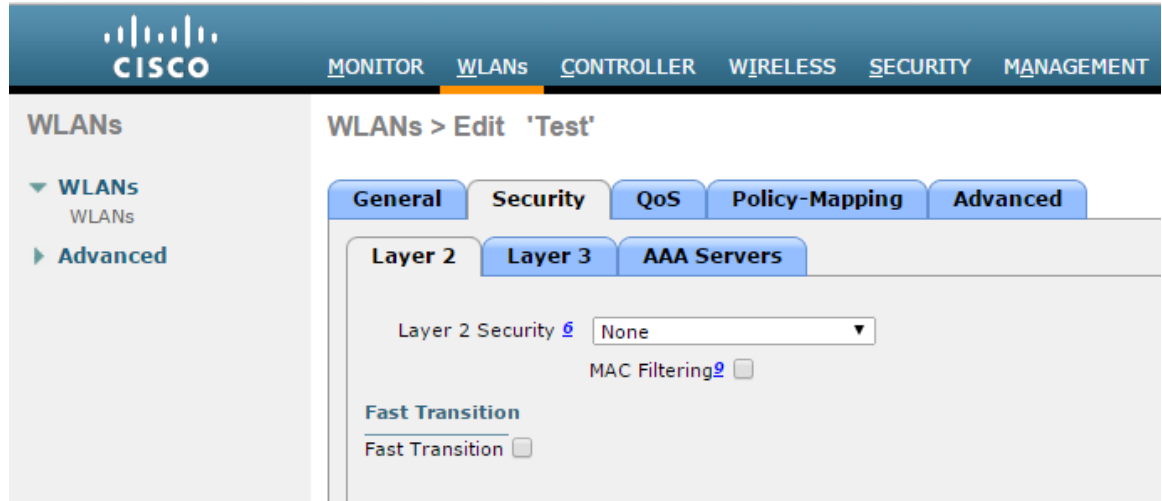 CISCO
MONITOR WLANs CONTROLLER WIRELESS SECURITY MANAGEMENT
WLANs
WLANs > Edit 'Test'
WLANs
WLANs
Advanced
General Security QoS Policy-Mapping Advanced
Layer 2 Layer 3 AAA Servers
Layer 2 Security 6 None
MAC Filtering9
Fast Transition
Fast Transition